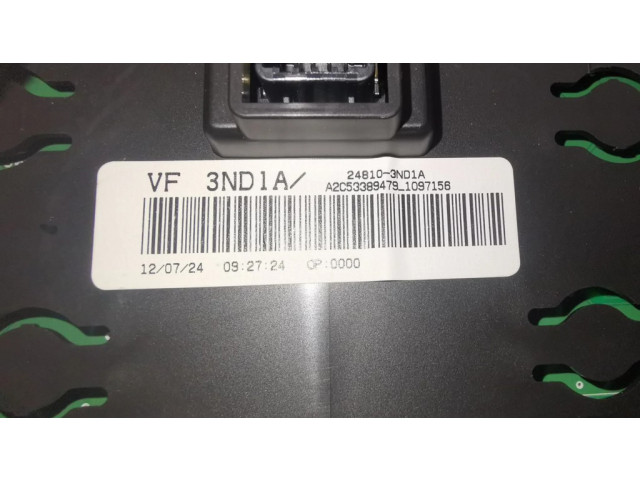 VF 3ND1A/
24810-3ND1A
A2C53389479_1097156
12/07/24 09:27:24 OP:0000